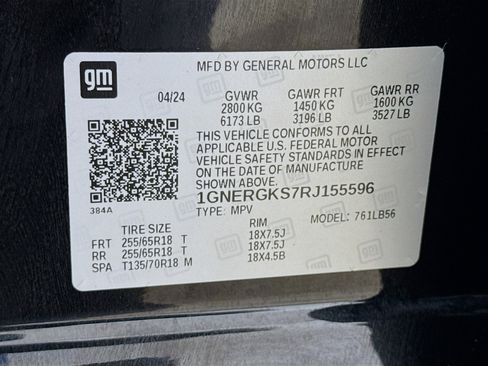 gm
MFD BY GENERAL MOTORS LLC
04/24 GVWR GAWR FRT GAWR RR
2800 KG 1450 KG 1600 KG
6173 LB 3196 LB 3527 LB
THIS VEHICLE CONFORMS TO ALL
APPLICABLE U.S. FEDERAL MOTOR
VEHICLE SAFETY STANDARDS IN EFFECT
ON THE DATE OF MANUFACTURE
SHOWN ABOVE.
1GNERGKS7RJ155596
384A TYPE: MPV MODEL: 761LB56
TIRE SIZE RIM
FRT 255/65R18 T 18X7.5J
RR 255/65R18 T 18X7.5J
SPA T135/70R18 M 18X4.5B